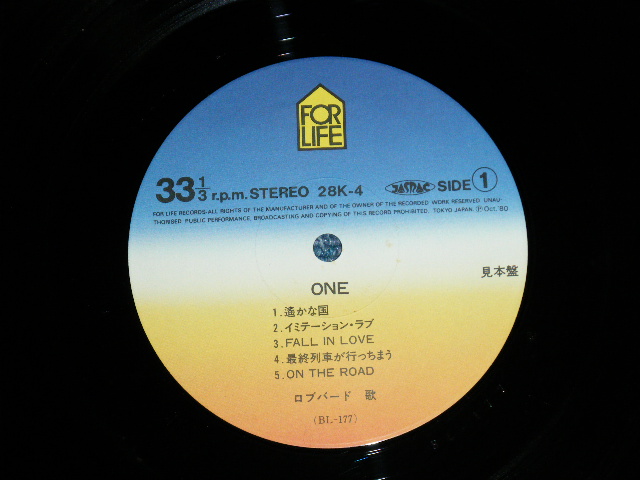 FOR
LIFE
33 1/3 r.p.m. STEREO 28K-4 JASRAC SIDE 1
FOR LIFE RECORDS-ALL RIGHTS OF THE MANUFACTURER AND OF THE OWNER OF THE RECORDED WORK RESERVED UNAU-
THORISED PUBLIC PERFORMANCE, BROADCASTING AND COPYING OF THIS RECORD PROHIBITED. TOKYO JAPAN. Ⓟ Oct. 80
見本盤
ONE
1. 遙かな国
2. イミテーション・ラブ
3. FALL IN LOVE
4. 最終列車が行っちまう
5. ON THE ROAD
ロブバード 歌
(BL-177)